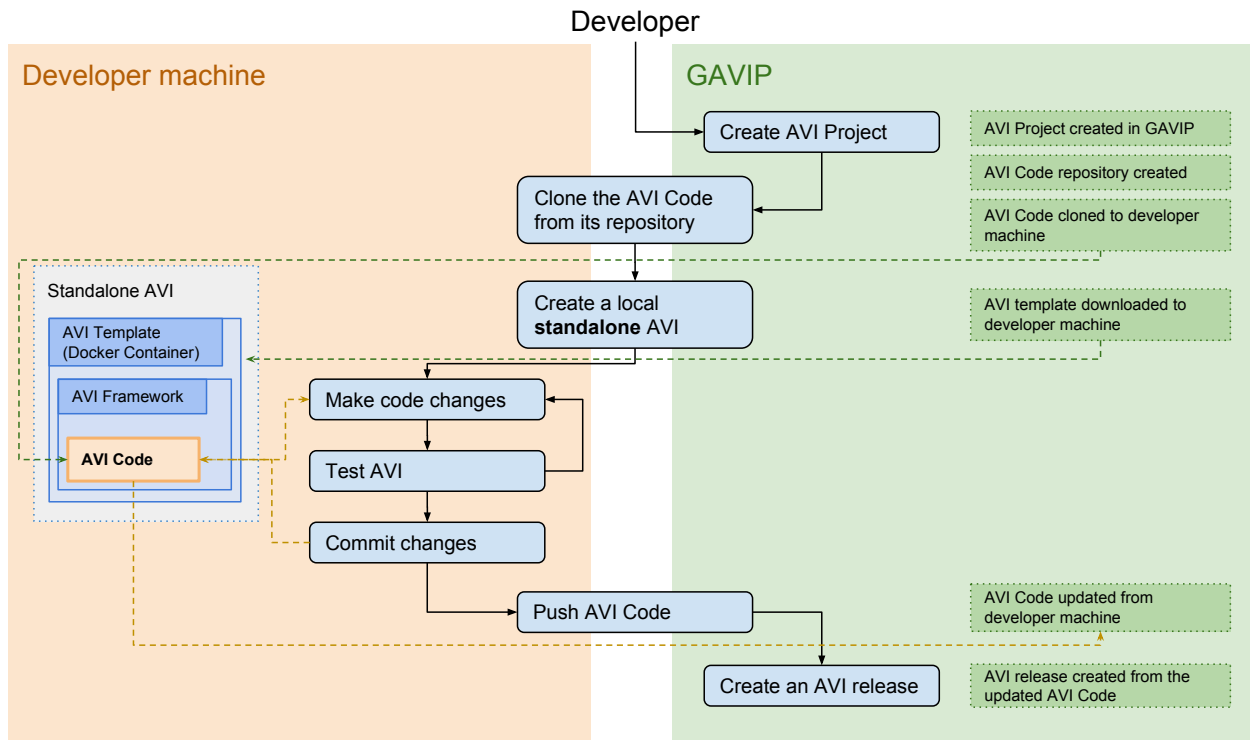 Developer
Developer machine
GAVIP
Create AVI Project
AVI Project created in GAVIP
AVI Code repository created
Clone the AVI Code
from its repository
AVI Code cloned to developer
machine
Standalone AVI
Create a local
standalone AVI
AVI template downloaded to
developer machine
AVI Template
(Docker Container)
AVI Framework
Make code changes
AVI Code
Test AVI
Commit changes
Push AVI Code
AVI Code updated from
developer machine
Create an AVI release
AVI release created from the
updated AVI Code